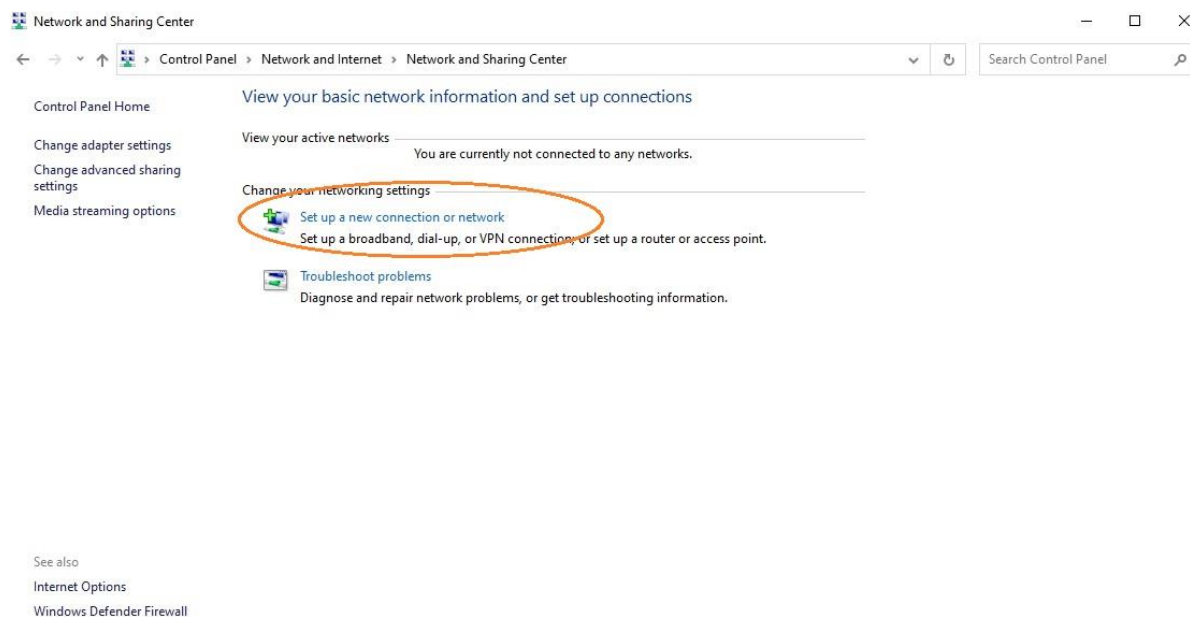 Network and Sharing Center
Control Panel › Network and Internet › Network and Sharing Center
Search Control Panel
Control Panel Home
Change adapter settings
Change advanced sharing
settings
Media streaming options
View your basic network information and set up connections
View your active networks
You are currently not connected to any networks.
Change your networking settings
Set up a new connection or network
Set up a broadband, dial-up, or VPN connection; or set up a router or access point.
Troubleshoot problems
Diagnose and repair network problems, or get troubleshooting information.
See also
Internet Options
Windows Defender Firewall